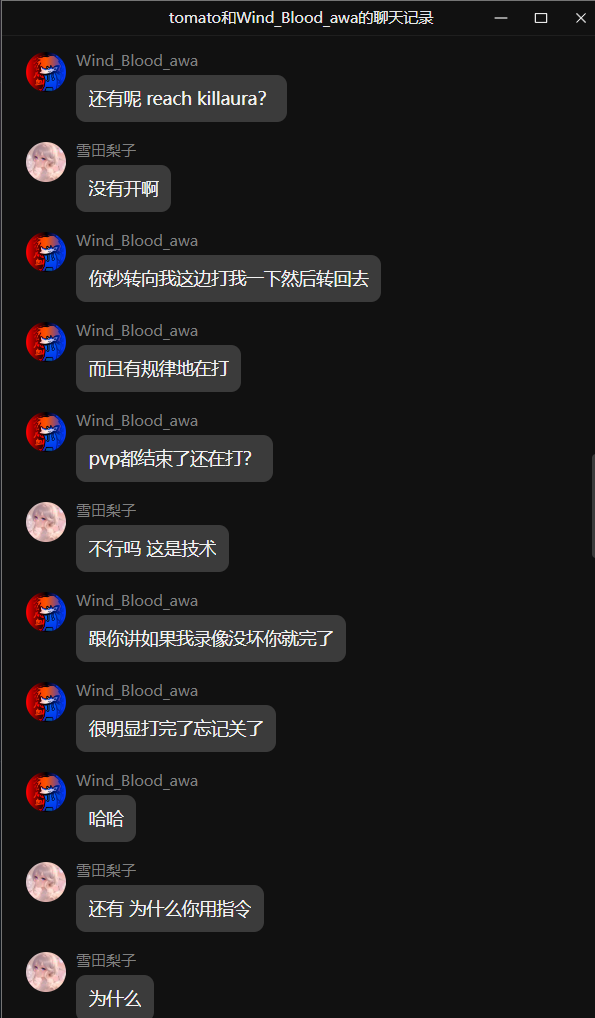 tomato和Wind_Blood_awa的聊天记录
Wind_Blood_awa
还有呢 reach killaura?
雪田梨子
没有开啊
Wind_Blood_awa
你秒转向我这边打我一下然后转回去
Wind_Blood_awa
而且有规律地在打
Wind_Blood_awa
pvp都结束了还在打?
雪田梨子
不行吗 这是技术
Wind_Blood_awa
跟你讲如果我录像没坏你就完了
Wind_Blood_awa
很明显打完了忘记关了
Wind_Blood_awa
哈哈
雪田梨子
还有 为什么你用指令
雪田梨子
为什么